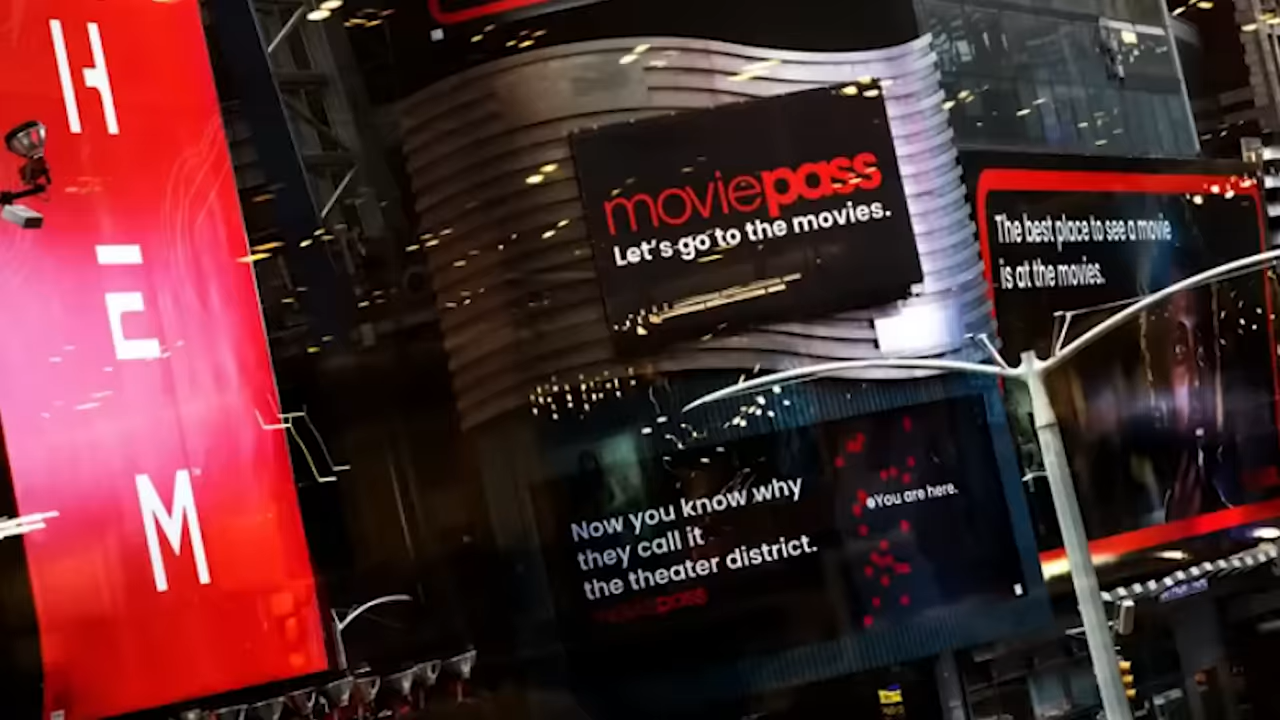 H
E
M
moviepass
Let's go to the movies.
The best place to see a movie
is at the movies.
Now you know why
they call it
the theater district.
moviepass
You are here.